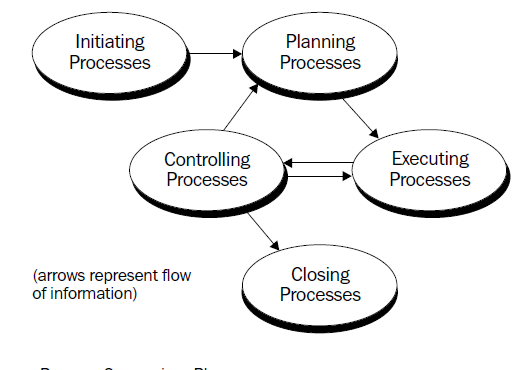 Initiating
Processes
Planning
Processes
Controlling
Processes
Executing
Processes
Closing
Processes
(arrows represent flow
of information)